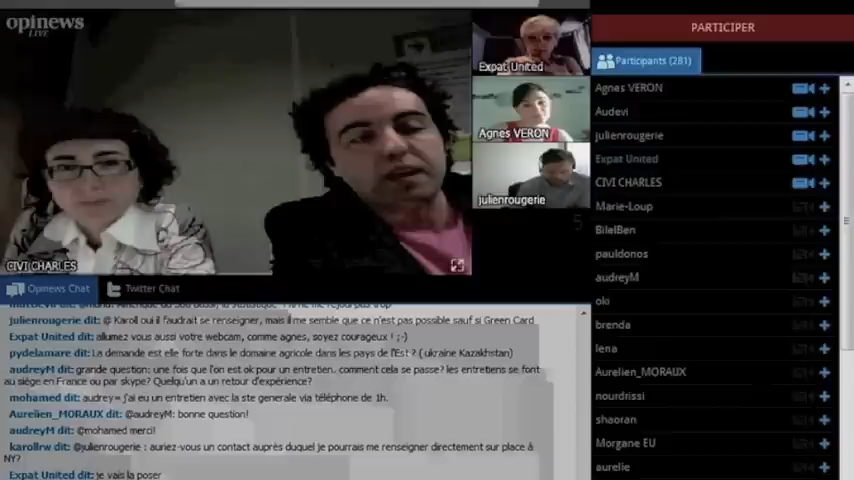 opinews
LIVE
CIVI CHARLES
Expat United
Agnes VERON
julienrougerie
5
PARTICIPER
Participants (281)
Agnes VERON
Audevi
julienrougerie
Expat United
CIVI CHARLES
Marie-Loup
BilelBen
pauldonos
audreyM
oki
brenda
lena
Aurelien_MORAUX
nourdrissi
shaoran
Morgane EU
aurelie
Opinews Chat
Twitter Chat
julienrougerie dit: @ Karoll oui il faudrait se renseigner, mais il me semble que ce n'est pas possible sauf si Green Card
Expat United dit: allumez vous aussi votre webcam, comme agnes, soyez courageux ! ;-)
pydelamare dit: La demande est elle forte dans le domaine agricole dans les pays de l'Est ? ( ukraine Kazakhstan)
audreyM dit: grande question: une fois que l'on est ok pour un entretien. comment cela se passe? les entretiens se font
au siège en France ou par skype? Quelqu'un a un retour d'expérience?
mohamed dit: audrey= j'ai eu un entretien avec la ste generale via téléphone de 1h.
Aurelien_MORAUX dit: @audreyM: bonne question!
audreyM dit: @mohamed merci!
karollrw dit: @julienrougerie : auriez-vous un contact auprès duquel je pourrais me renseigner directement sur place à
NY?
Expat United dit: je vais la poser